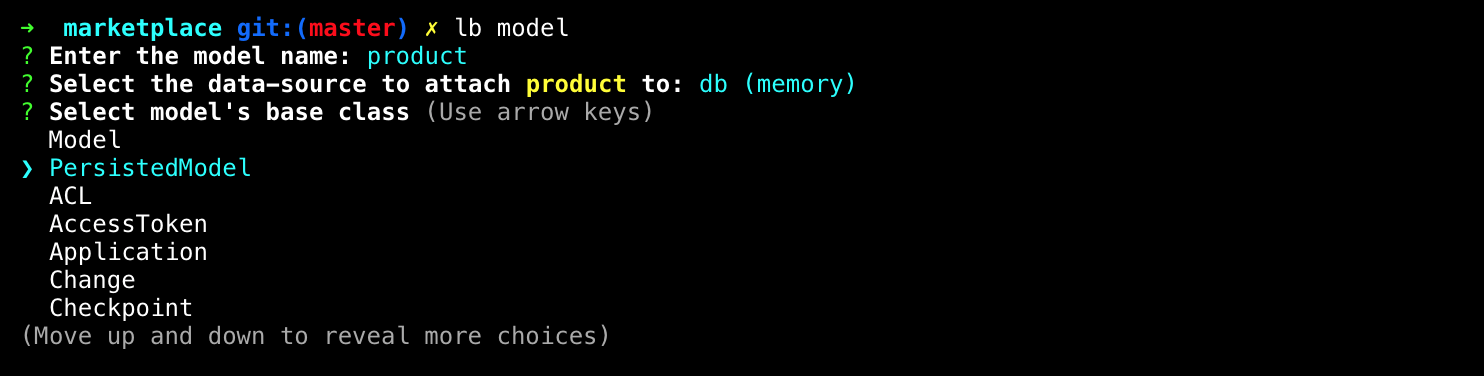 ➜  marketplace git:(master) ✗ lb model
? Enter the model name: product
? Select the data-source to attach product to: db (memory)
? Select model's base class (Use arrow keys)
  Model
❯ PersistedModel
  ACL
  AccessToken
  Application
  Change
  Checkpoint
(Move up and down to reveal more choices)